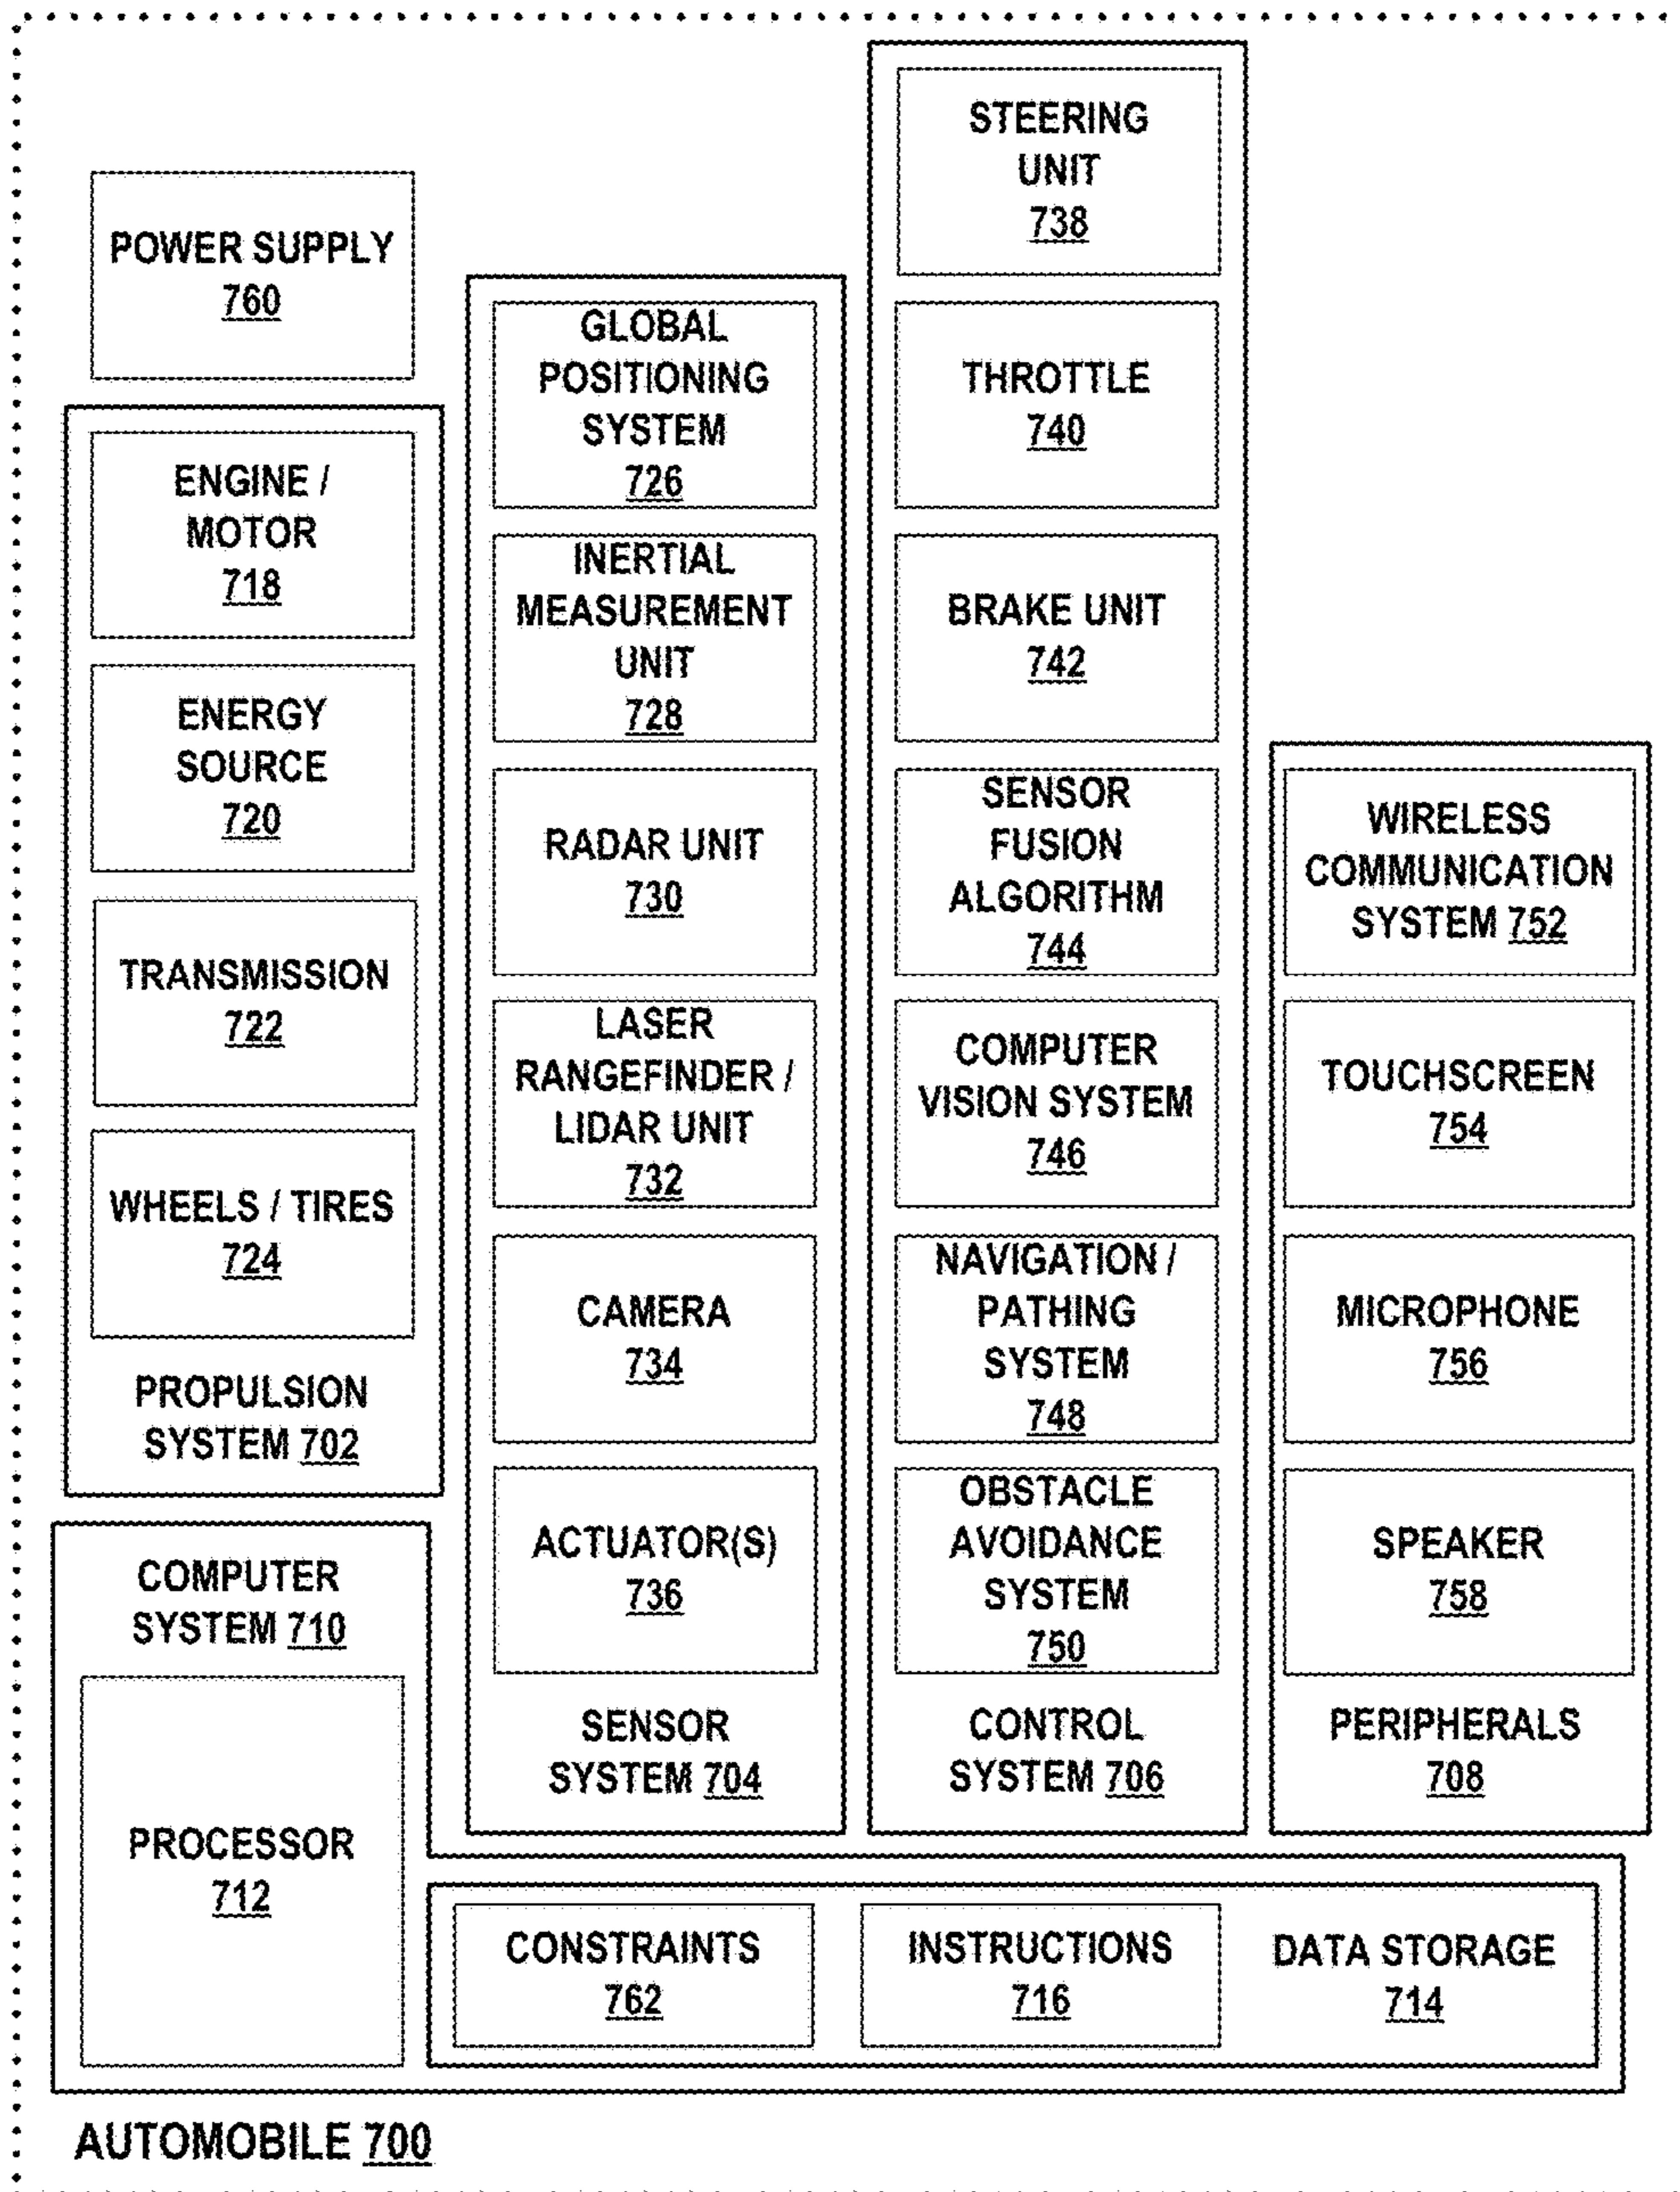 POWER SUPPLY
760
ENGINE /
MOTOR
718
ENERGY
SOURCE
720
TRANSMISSION
722
WHEELS / TIRES
724
PROPULSION
SYSTEM 702
COMPUTER
SYSTEM 710
PROCESSOR
712
GLOBAL
POSITIONING
SYSTEM
726
INERTIAL
MEASUREMENT
UNIT
728
RADAR UNIT
730
LASER
RANGEFINDER /
LIDAR UNIT
732
CAMERA
734
ACTUATOR(S)
736
SENSOR
SYSTEM 704
STEERING
UNIT
738
THROTTLE
740
BRAKE UNIT
742
SENSOR
FUSION
ALGORITHM
744
COMPUTER
VISION SYSTEM
746
NAVIGATION /
PATHING
SYSTEM
748
OBSTACLE
AVOIDANCE
SYSTEM
750
CONTROL
SYSTEM 706
WIRELESS
COMMUNICATION
SYSTEM 752
TOUCHSCREEN
754
MICROPHONE
756
SPEAKER
758
PERIPHERALS
708
CONSTRAINTS
762
INSTRUCTIONS
716
DATA STORAGE
714
AUTOMOBILE 700